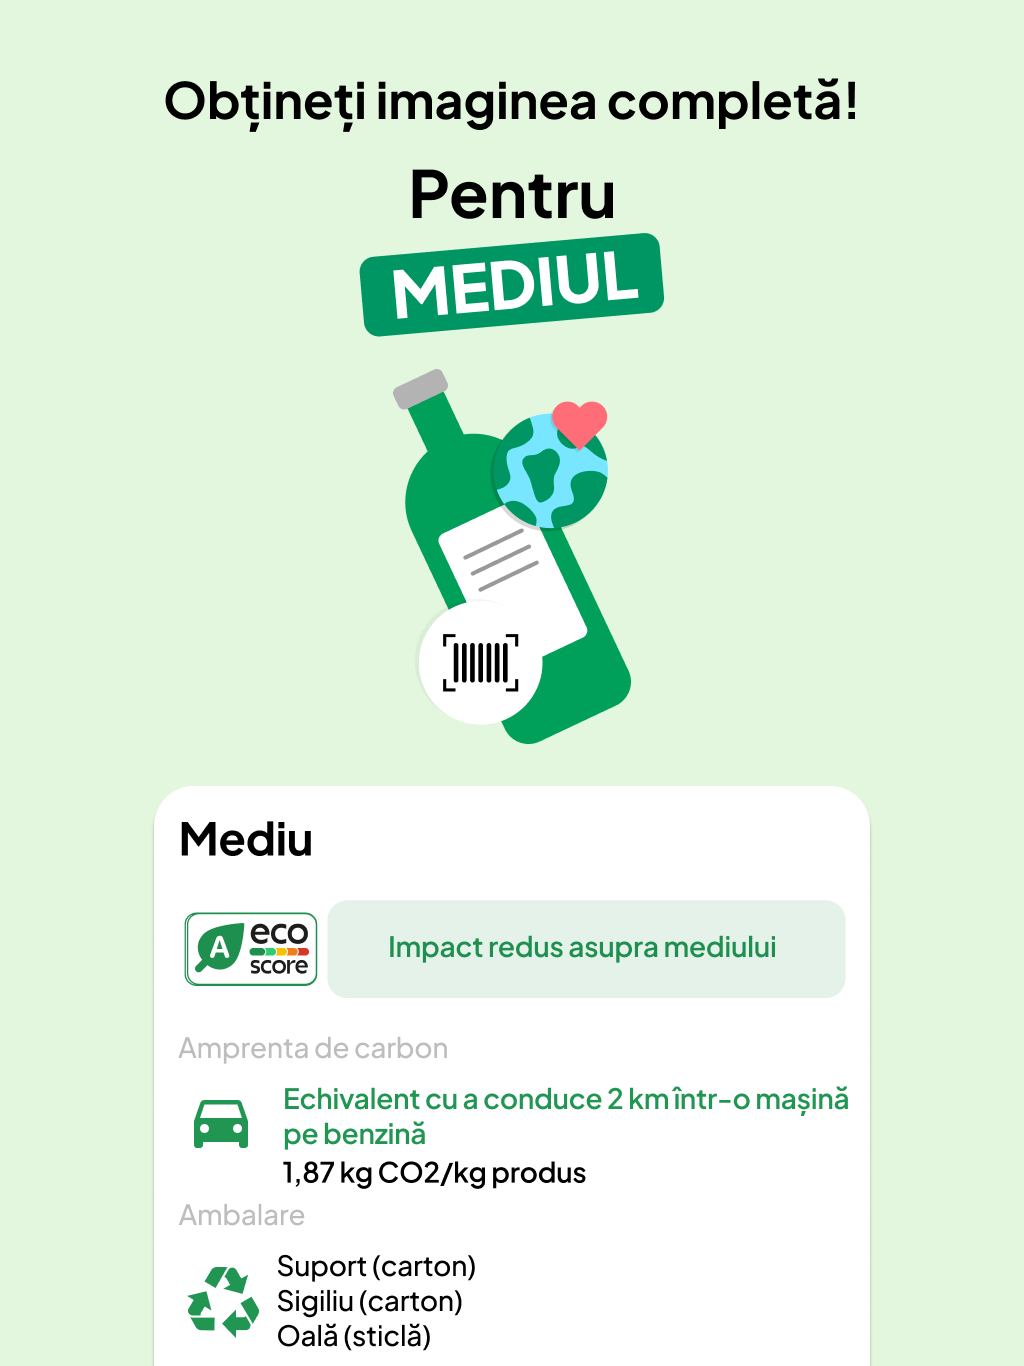 Obțineți imaginea completă!
Pentru
MEDIUL
Mediu
A
eco
score
Impact redus asupra mediului
Amprenta de carbon
Echivalent cu a conduce 2 km într-o mașină
pe benzină
1,87 kg CO2/kg produs
Ambalare
Suport (carton)
Sigiliu (carton)
Oală (sticlă)